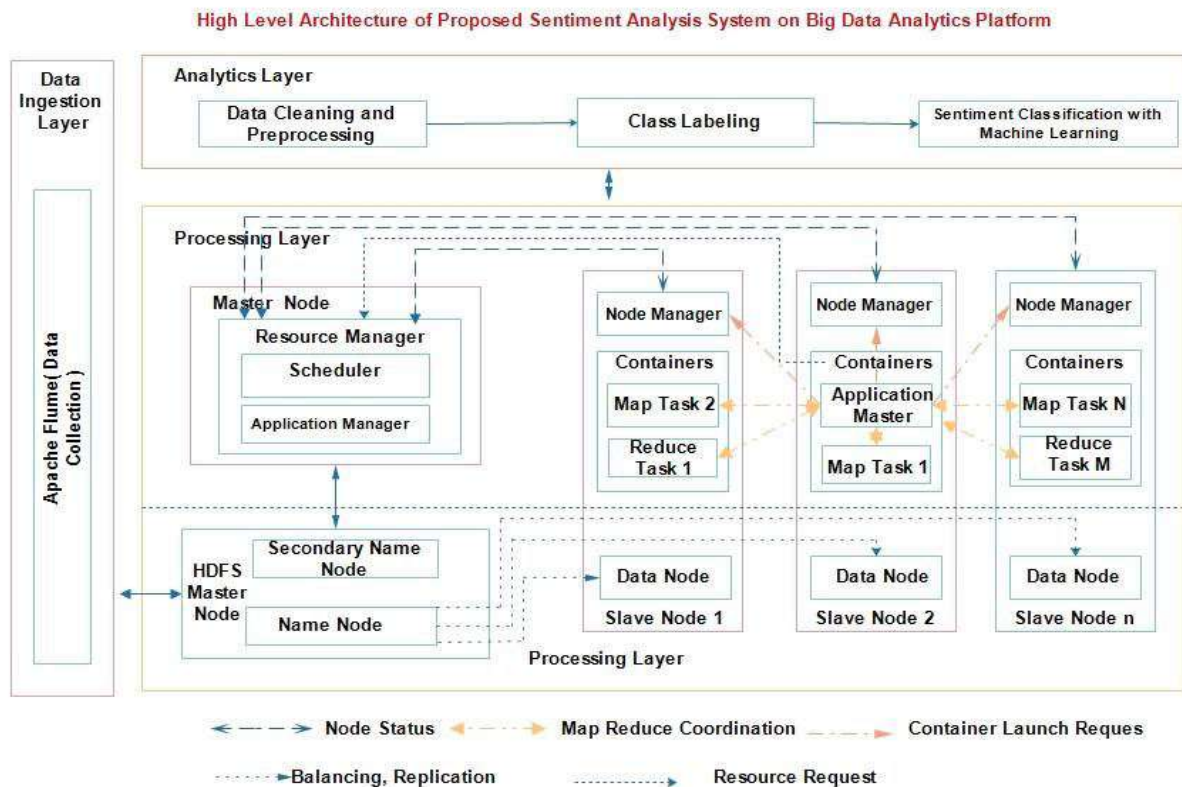 High Level Architecture of Proposed Sentiment Analysis System on Big Data Analytics Platform
Data
Ingestion
Layer
Apache Flume( Data
Collection )
Analytics Layer
Data Cleaning and
Preprocessing
Class Labeling
Sentiment Classification with
Machine Learning
Processing Layer
Master Node
Resource Manager
Scheduler
Application Manager
Node Manager
Containers
Map Task 2
Reduce
Task 1
Node Manager
Containers
Application
Master
Map Task 1
Node Manager
Containers
Map Task N
Reduce
Task M
HDFS
Master
Node
Secondary Name
Node
Name Node
Data Node
Slave Node 1
Data Node
Slave Node 2
Data Node
Slave Node n
Processing Layer
Node Status
Map Reduce Coordination
Container Launch Reques
Balancing, Replication
Resource Request